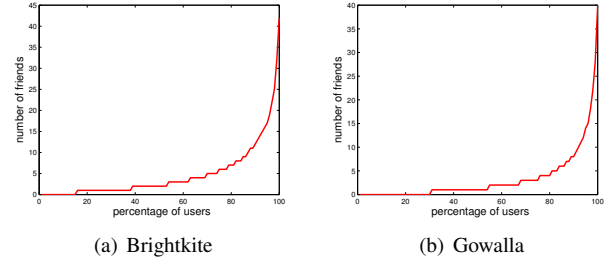 45
40
35
30
25
20
15
10
5
0
number of friends
0 20 40 60 80 100
percentage of users
(a) Brightkite
40
35
30
25
20
15
10
5
0
number of friends
0 20 40 60 80 100
percentage of users
(b) Gowalla